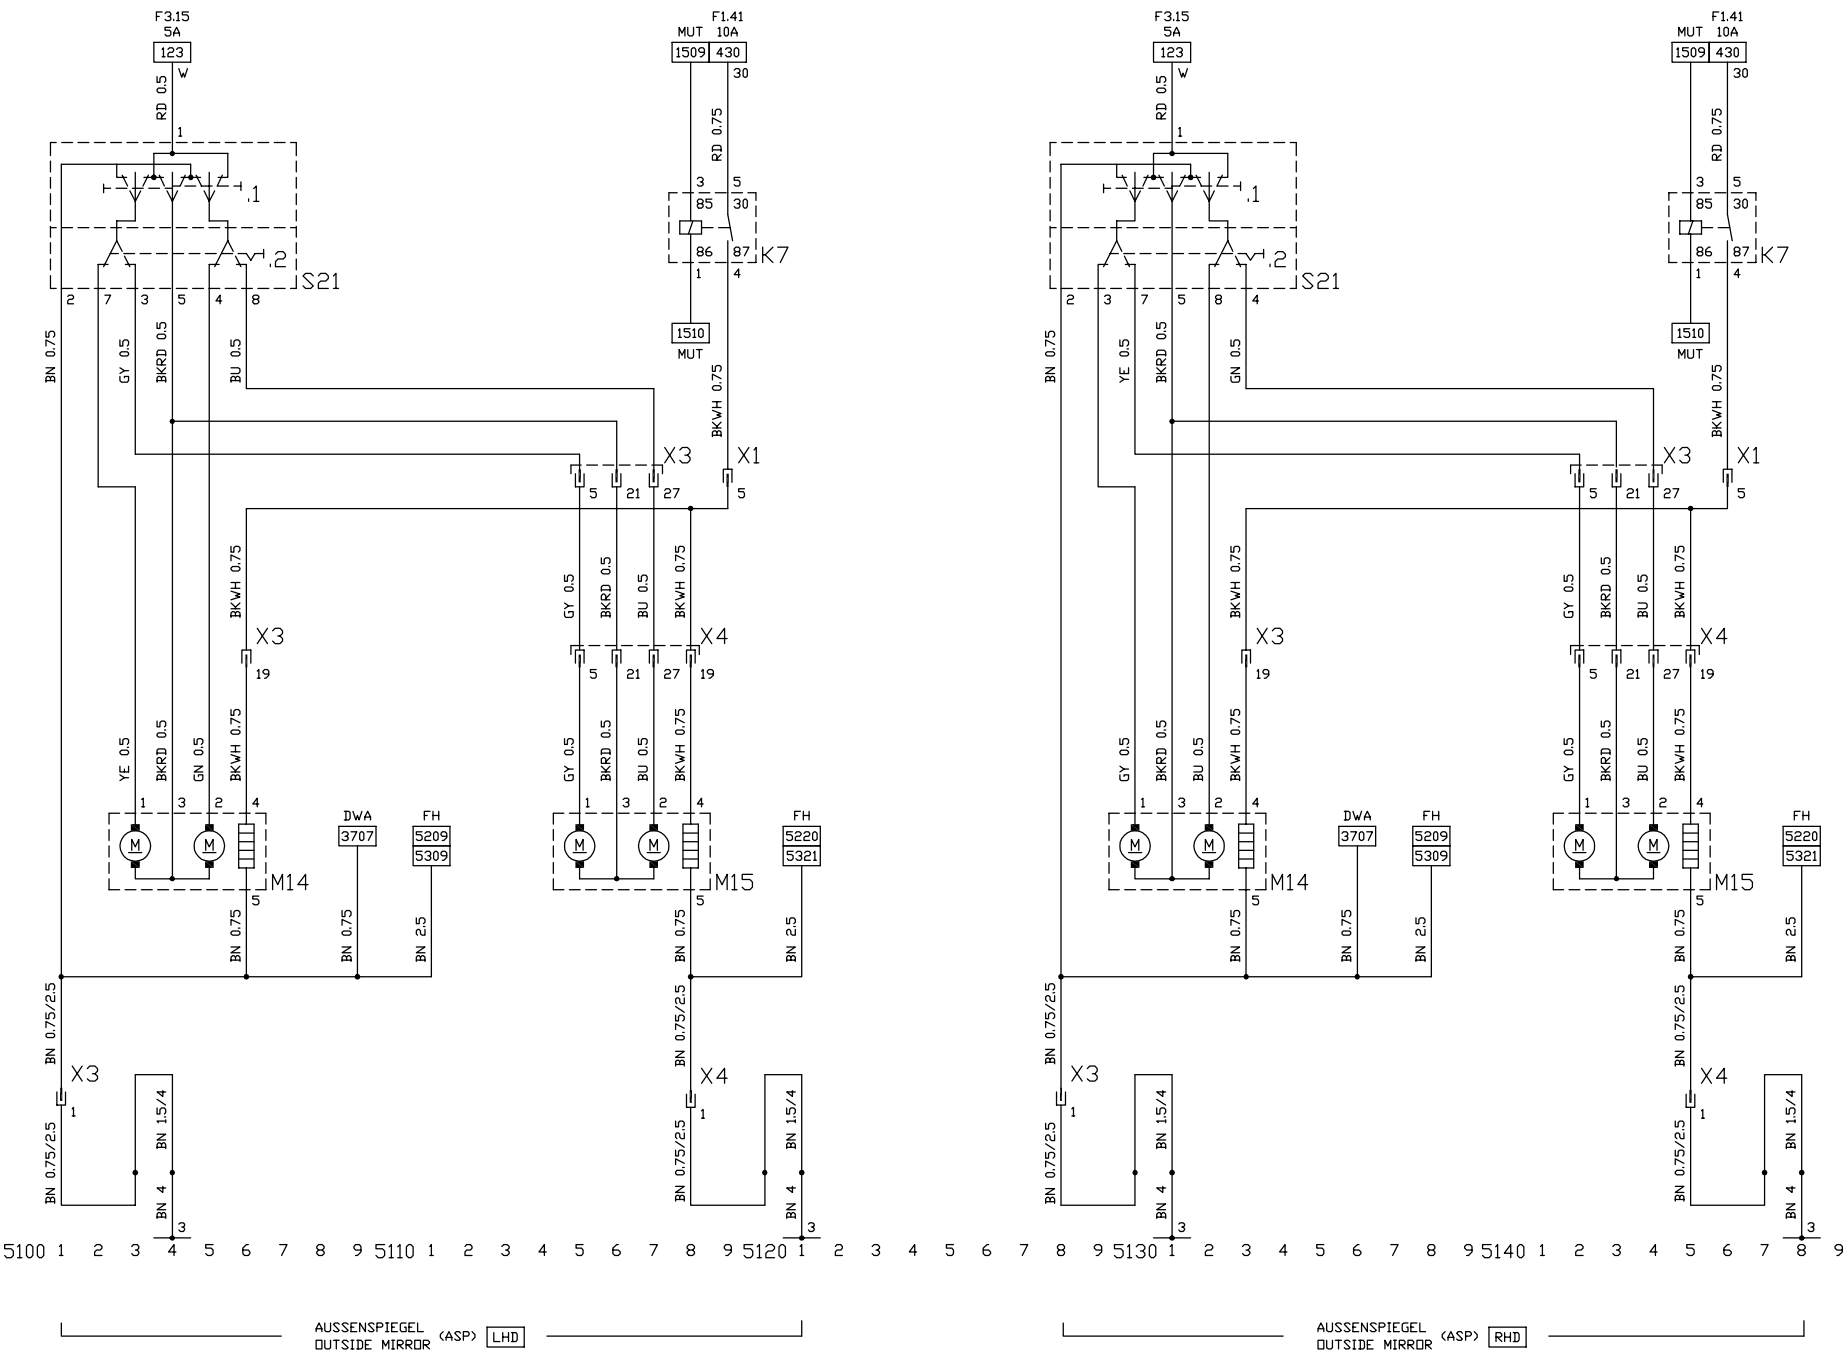 F3.15 F1.41 F3.15 F1.41
5A MUT 10A 5A MUT 10A
123 1509 430 123 1509 430
W 30 W 30
RD 0.5 RD 0.75 RD 0.5 RD 0.75
1 1
3 5 3 5
.1 85 30 .1 85 30
.2 86 87 K7 .2 86 87 K7
1 4 1 4
S21 S21
2 7 3 5 4 8 2 3 7 5 8 4
1510 1510
MUT MUT
BN 0.75 GY 0.5 BKRD 0.5 BU 0.5 BKWH 0.75 BN 0.75 YE 0.5 BKRD 0.5 GN 0.5 BKWH 0.75
X3 X1 X3 X1
5 21 27 5 5 21 27 5
BKWH 0.75 GY 0.5 BKRD 0.5 BU 0.5 BKWH 0.75 BKWH 0.75 GY 0.5 BKRD 0.5 BU 0.5 BKWH 0.75
X3 X4 X3 X4
19 5 21 27 19 19 5 21 27 19
YE 0.5 BKRD 0.5 GN 0.5 BKWH 0.75 GY 0.5 BKRD 0.5 BU 0.5 BKWH 0.75 GY 0.5 BKRD 0.5 BU 0.5 BKWH 0.75 GY 0.5 BKRD 0.5 BU 0.5 BKWH 0.75
1 3 2 4 1 3 2 4 1 3 2 4 1 3 2 4
DWA FH FH DWA FH FH
3707 5209 5220 3707 5209 5220
5309 5321 5309 5321
M M M M M M M M
M14 M15 M14 M15
5 5 5 5
BN 0.75 BN 0.75 BN 2.5 BN 0.75 BN 2.5 BN 0.75 BN 0.75 BN 2.5 BN 0.75 BN 2.5
BN 0.75/2.5 BN 0.75/2.5 BN 0.75/2.5 BN 0.75/2.5
X3 X4 X3 X4
1 1 1 1
BN 0.75/2.5 BN 1.5/4 BN 0.75/2.5 BN 1.5/4 BN 0.75/2.5 BN 1.5/4 BN 0.75/2.5 BN 1.5/4
BN 4 BN 4 BN 4 BN 4
3 3 3 3
5100 1 2 3 4 5 6 7 8 9 5110 1 2 3 4 5 6 7 8 9 5120 1 2 3 4 5 6 7 8 9 5130 1 2 3 4 5 6 7 8 9 5140 1 2 3 4 5 6 7 8 9
AUSSENSPIEGEL
OUTSIDE MIRROR (ASP) LHD
AUSSENSPIEGEL
OUTSIDE MIRROR (ASP) RHD